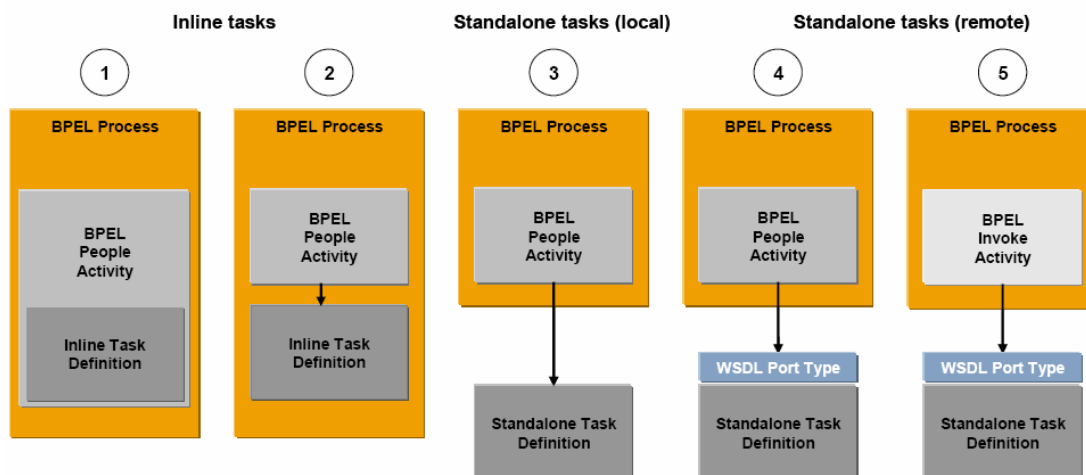 Inline tasks
Standalone tasks (local)
Standalone tasks (remote)
1
2
3
4
5
BPEL Process
BPEL
People
Activity
Inline Task
Definition
BPEL Process
BPEL
People
Activity
Inline Task
Definition
BPEL Process
BPEL
People
Activity
Standalone Task
Definition
BPEL Process
BPEL
People
Activity
WSDL Port Type
Standalone Task
Definition
BPEL Process
BPEL
Invoke
Activity
WSDL Port Type
Standalone Task
Definition